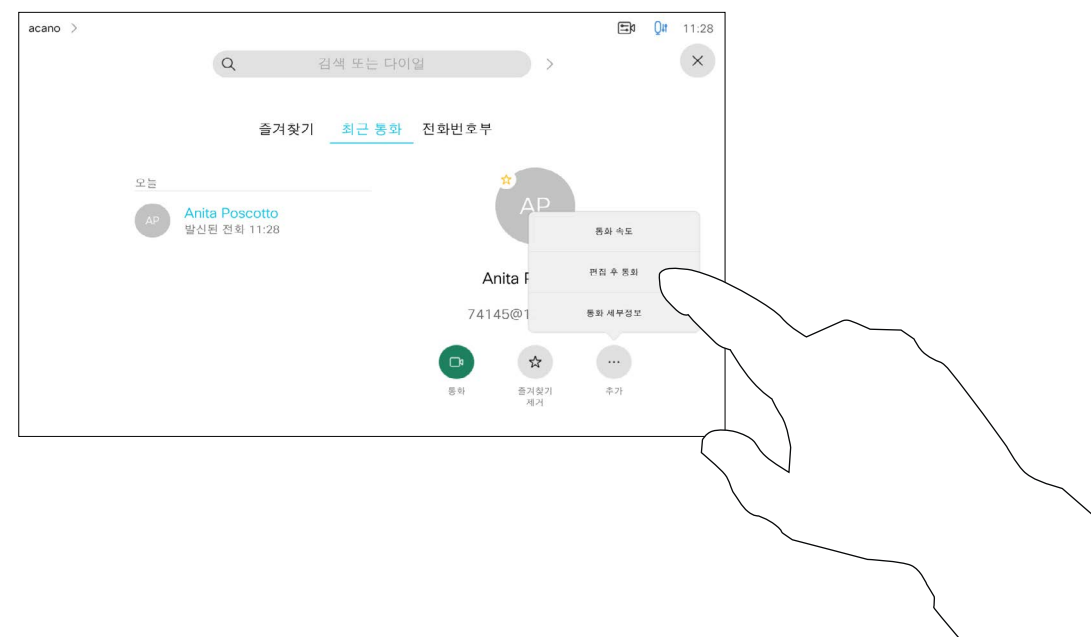 acano >
11:28
검색 또는 다이얼
즐겨찾기 최근 통화 전화번호부
오늘
AP
Anita Poscotto
발신된 전화 11:28
AP
Anita
74145@1
통화 속도
편집 후 통화
통화 세부정보
통화
즐겨찾기
제거
추가